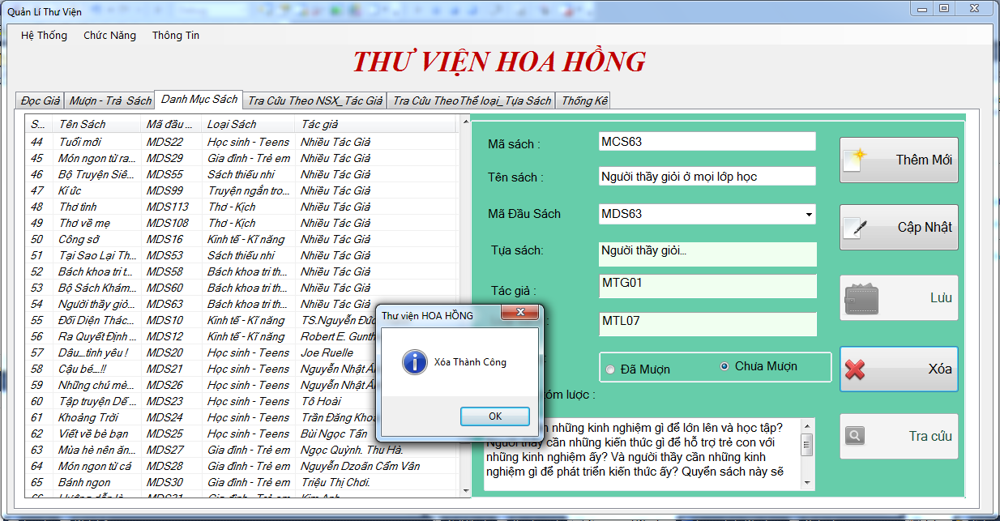 Quản Lí Thư Viện
Hệ Thống Chức Năng Thông Tin
THƯ VIỆN HOA HỒNG
Đọc Giả Mượn - Trả Sách Danh Mục Sách Tra Cứu Theo NSX_Tác Giả Tra Cứu TheoThể loại_Tựa Sách Thống Kê
S... Tên Sách Mã đầu ... Loại Sách Tác giả
44 Tuổi mới MDS22 Học sinh - Teens Nhiều Tác Giả
45 Món ngon từ ra... MDS29 Gia đình - Trẻ em Nhiều Tác Giả
46 Bộ Truyện Siê... MDS55 Sách thiếu nhi Nhiều Tác Giả
47 Kí ức MDS99 Truyện ngắn tro... Nhiều Tác Giả
48 Thơ tình MDS113 Thơ - Kịch Nhiều Tác Giả
49 Thơ về mẹ MDS108 Thơ - Kịch Nhiều Tác Giả
50 Công sở MDS16 Kinh tế - Kĩ năng Nhiều Tác Giả
51 Tại Sao Lại Th... MDS53 Sách thiếu nhi Nhiều Tác Giả
52 Bách khoa tri t... MDS58 Bách khoa tri th... Nhiều Tác Giả
53 Bộ Sách Khám... MDS60 Bách khoa tri th... Nhiều Tác Giả
54 Người thầy giỏ... MDS63 Bách khoa tri th... Nhiều Tác Giả
55 Đối Diện Thác... MDS10 Kinh tế - Kĩ năng TS.Nguyễn Đức
56 Ra Quyết Định ... MDS12 Kinh tế - Kĩ năng Robert E. Gunth
57 Dâu...tình yêu ! MDS20 Học sinh - Teens Joe Ruelle
58 Cậu bé...!! MDS21 Học sinh - Teens Nguyễn Nhật Án
59 Những chú mè... MDS26 Học sinh - Teens Nguyễn Nhật Án
60 Tập truyện Dế ... MDS23 Học sinh - Teens Tô Hoài
61 Khoảng Trời MDS24 Học sinh - Teens Trần Đăng Khoa
62 Viết về bè bạn MDS25 Học sinh - Teens Bùi Ngọc Tấn
63 Mùa hè nên ăn... MDS27 Gia đình - Trẻ em Ngọc Quỳnh. Thu Hà.
64 Món ngon từ cá MDS28 Gia đình - Trẻ em Nguyễn Dzoãn Cẩm Vân
65 Bánh ngon MDS30 Gia đình - Trẻ em Triệu Thị Chơi.
66 Hướng dẫn là... MDS31 Gia đình - Trẻ em Kim Anh
Mã sách : MCS63
Tên sách : Người thầy giỏi ở mọi lớp học
Mã Đầu Sách MDS63
Tựa sách: Người thầy giỏi...
Tác giả : MTG01
: MTL07
: Đã Mượn Chưa Mượn
tóm lược :
n những kinh nghiệm gì để lớn lên và học tập?
Người thầy cần những kiến thức gì để hỗ trợ trẻ con với
những kinh nghiệm ấy? Và người thầy cần những kinh
nghiệm gì để phát triển kiến thức ấy? Quyển sách này sẽ
Thêm Mới
Cập Nhật
Lưu
Xóa
Tra cứu
Thư viện HOA HỒNG
Xóa Thành Công
OK